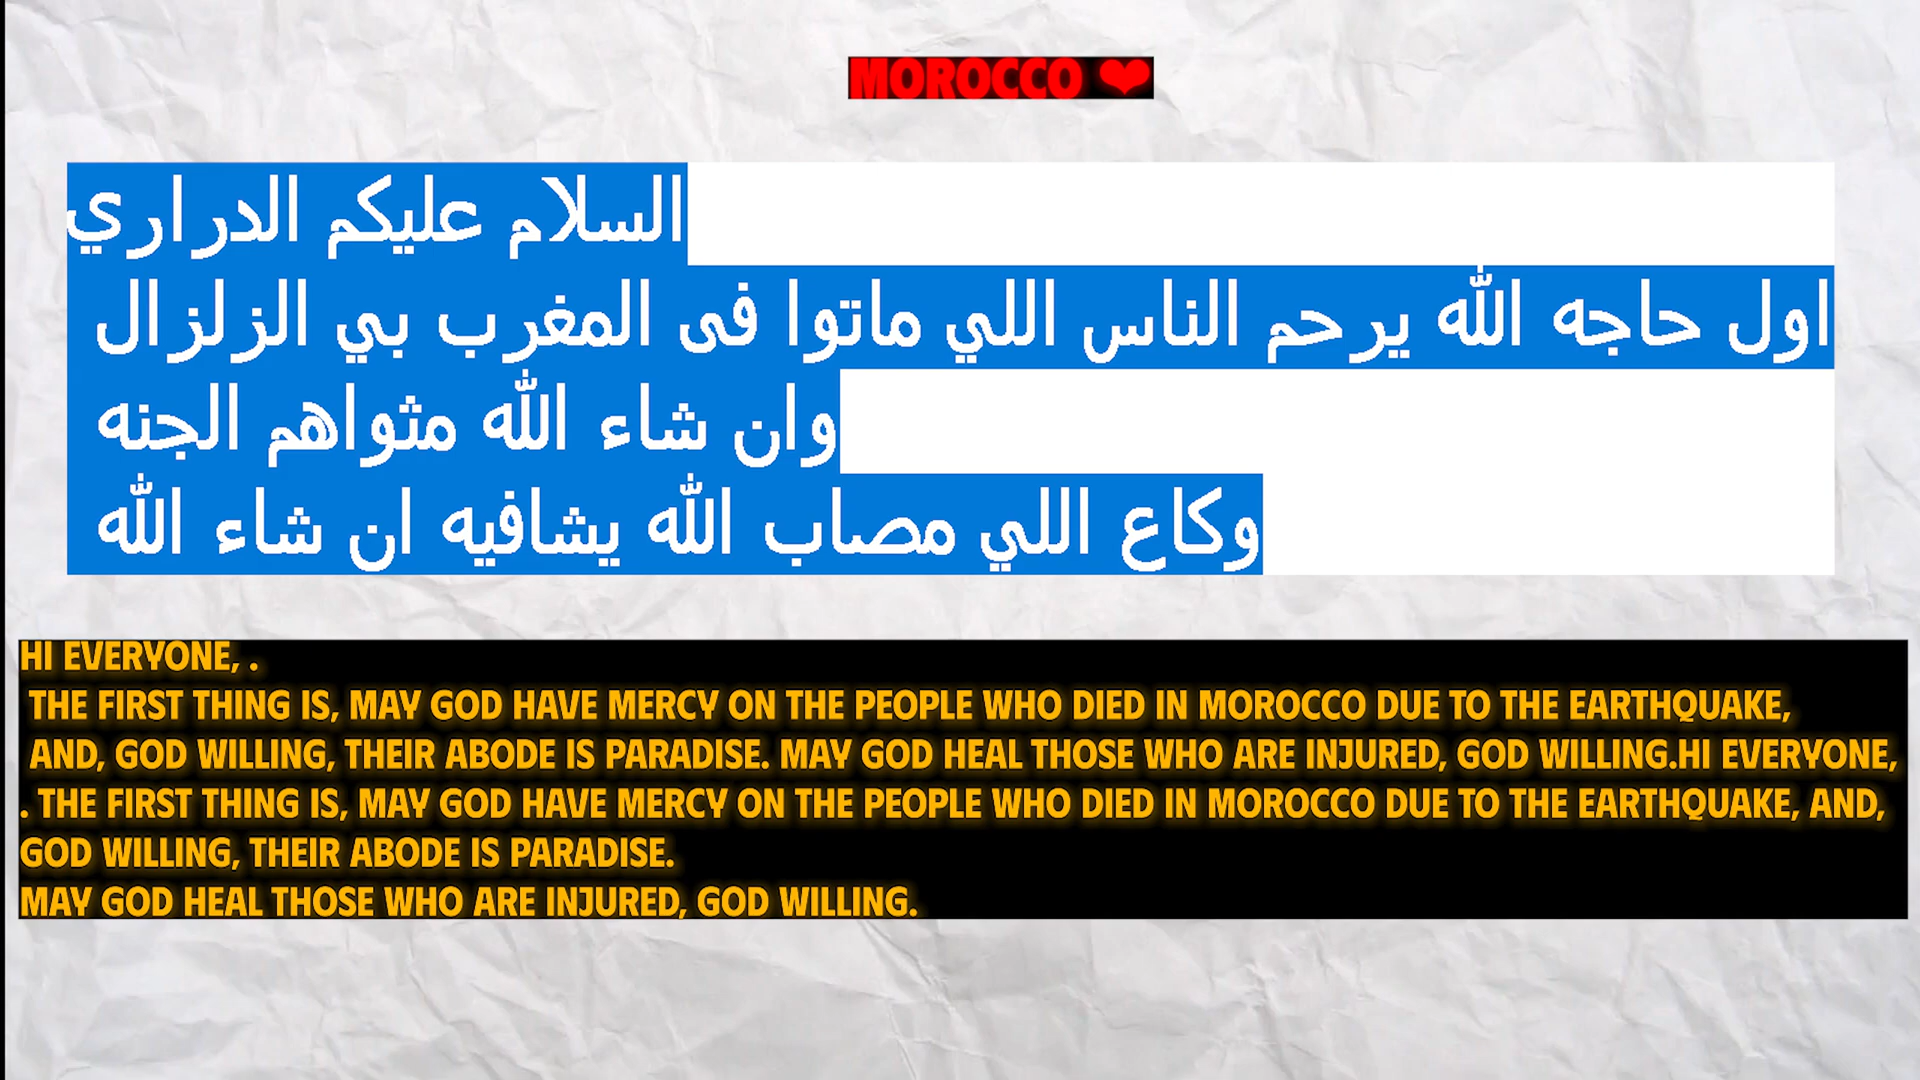 MOROCCO ❤
السلام عليكم الدراري
اول حاجه الله يرحم الناس اللي ماتوا فى المغرب بي الزلزال
وان شاء الله مثواهم الجنه
وكاع اللي مصاب الله يشافيه ان شاء الله
HI EVERYONE, .
THE FIRST THING IS, MAY GOD HAVE MERCY ON THE PEOPLE WHO DIED IN MOROCCO DUE TO THE EARTHQUAKE,
AND, GOD WILLING, THEIR ABODE IS PARADISE. MAY GOD HEAL THOSE WHO ARE INJURED, GOD WILLING.HI EVERYONE,
. THE FIRST THING IS, MAY GOD HAVE MERCY ON THE PEOPLE WHO DIED IN MOROCCO DUE TO THE EARTHQUAKE, AND,
GOD WILLING, THEIR ABODE IS PARADISE.
MAY GOD HEAL THOSE WHO ARE INJURED, GOD WILLING.